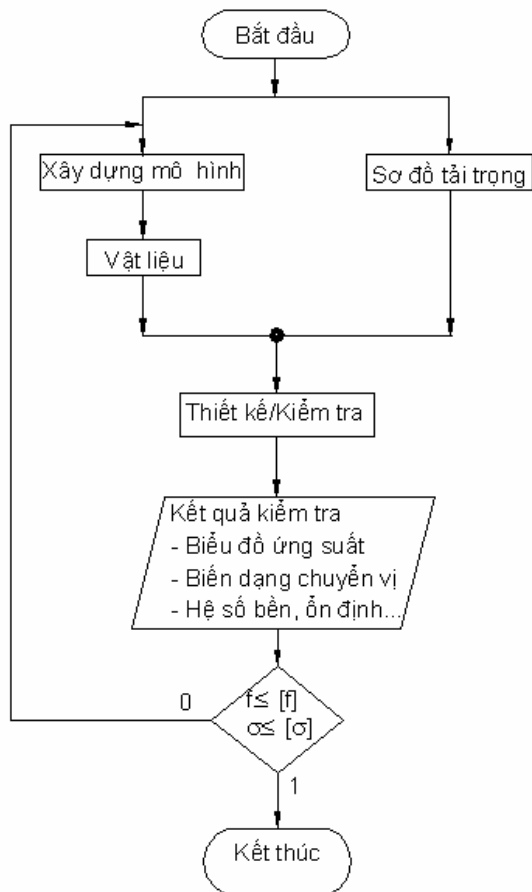 Bắt đầu
Xây dựng mô hình
Sơ đồ tải trọng
Vật liệu
Thiết kế/Kiểm tra
Kết quả kiểm tra
- Biểu đồ ứng suất
- Biến dạng chuyển vị
- Hệ số bền, ổn định...
0
f≤ [f]
σ≤ [σ]
1
Kết thúc